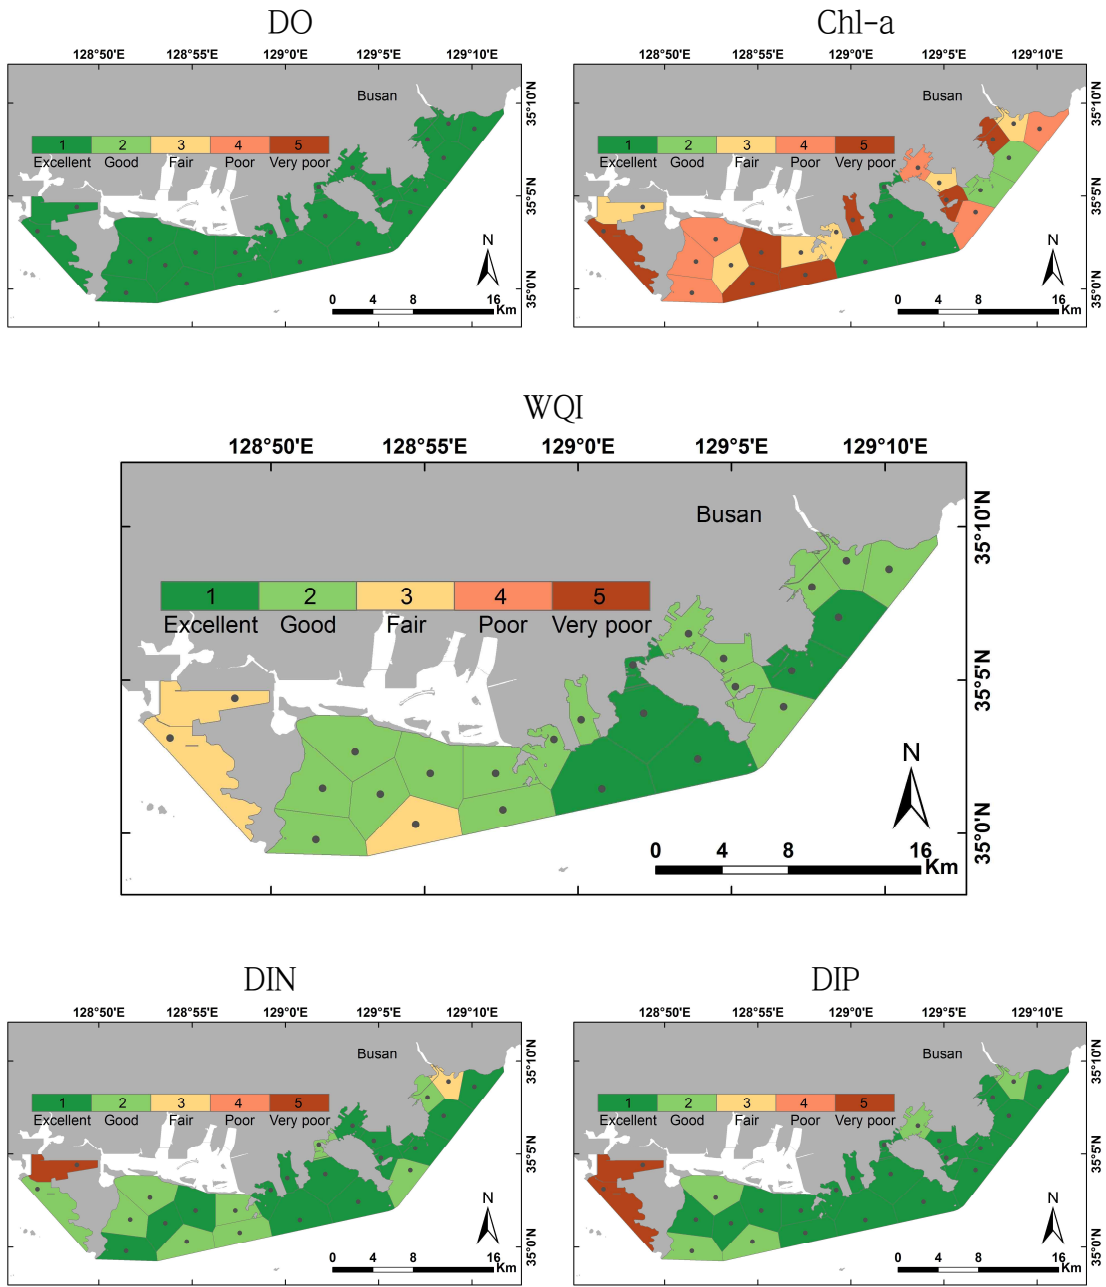 DO
128°50'E 128°55'E 129°0'E 129°5'E 129°10'E
Busan
35°10'N
1 2 3 4 5
Excellent Good Fair Poor Very poor
35°5'N
N
35°0'N
0 4 8 16
Km
Chl-a
128°50'E 128°55'E 129°0'E 129°5'E 129°10'E
Busan
35°10'N
1 2 3 4 5
Excellent Good Fair Poor Very poor
35°5'N
N
35°0'N
0 4 8 16
Km
WQI
128°50'E 128°55'E 129°0'E 129°5'E 129°10'E
Busan
35°10'N
1 2 3 4 5
Excellent Good Fair Poor Very poor
35°5'N
N
35°0'N
0 4 8 16
Km
DIN
128°50'E 128°55'E 129°0'E 129°5'E 129°10'E
Busan
35°10'N
1 2 3 4 5
Excellent Good Fair Poor Very poor
35°5'N
N
35°0'N
0 4 8 16
Km
DIP
128°50'E 128°55'E 129°0'E 129°5'E 129°10'E
Busan
35°10'N
1 2 3 4 5
Excellent Good Fair Poor Very poor
35°5'N
N
35°0'N
0 4 8 16
Km